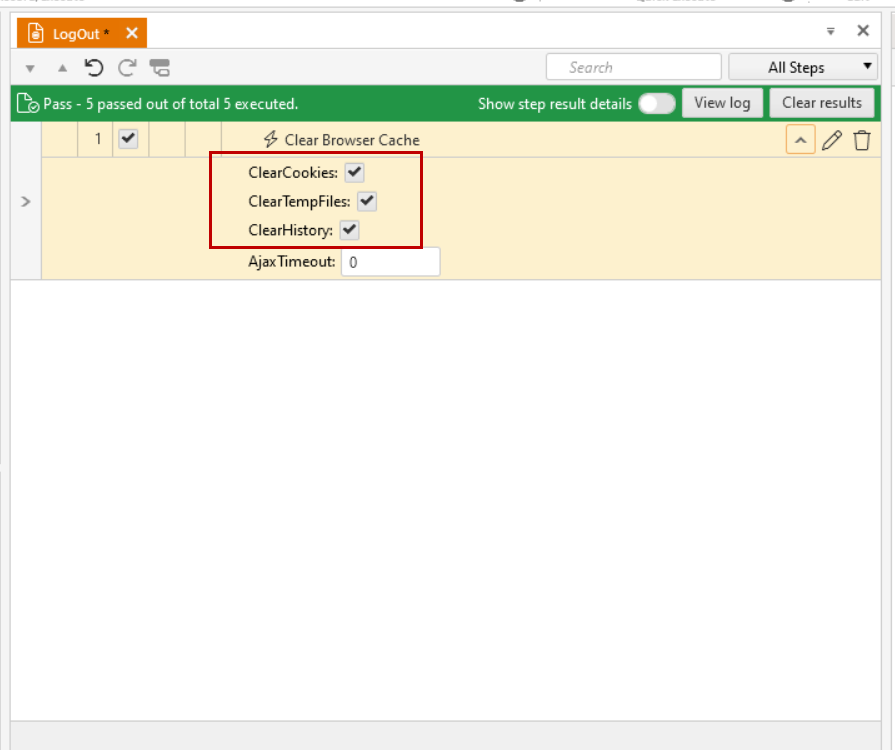 LogOut *
Search
All Steps
Pass - 5 passed out of total 5 executed.
Show step result details
View log
Clear results
1
Clear Browser Cache
ClearCookies:
ClearTempFiles:
ClearHistory:
AjaxTimeout: 0